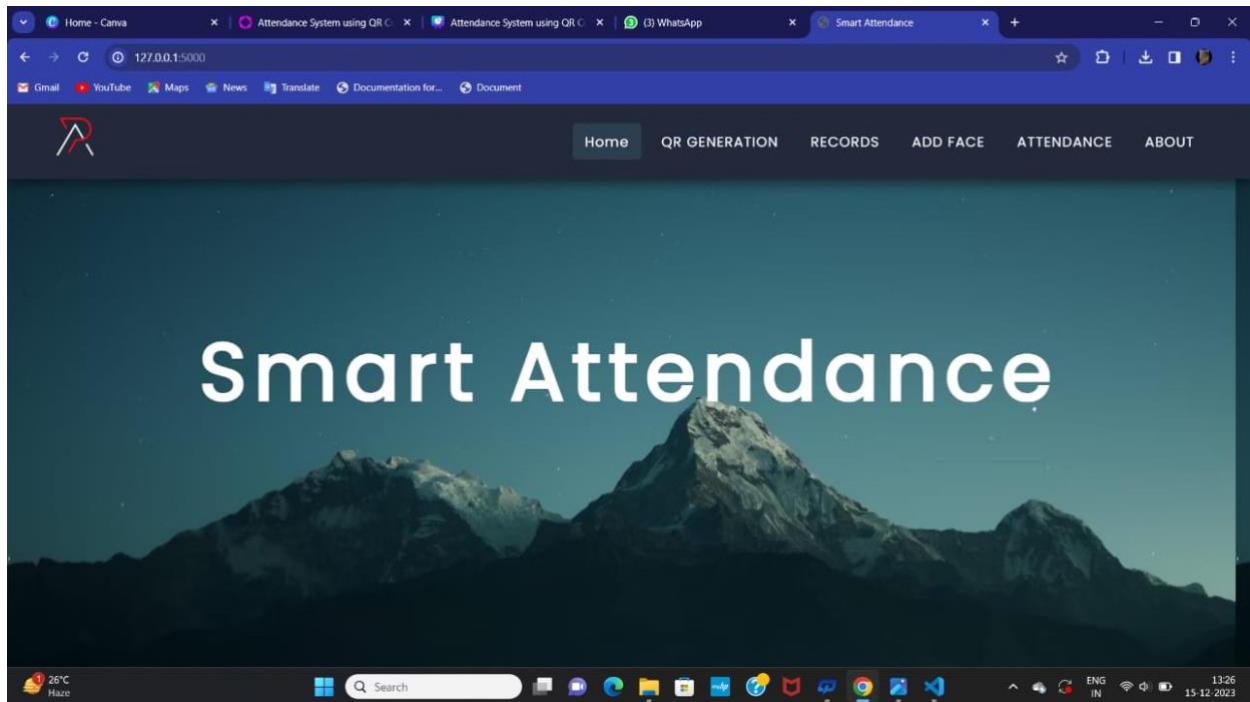 Home - Canva
Attendance System using QR C
Attendance System using QR C
(3) WhatsApp
Smart Attendance
127.0.0.1:5000
Gmail YouTube Maps News Translate Documentation for... Document
Home QR GENERATION RECORDS ADD FACE ATTENDANCE ABOUT
Smart Attendance
26°C
Haze
Search
ENG
IN
13:26
15-12-2023